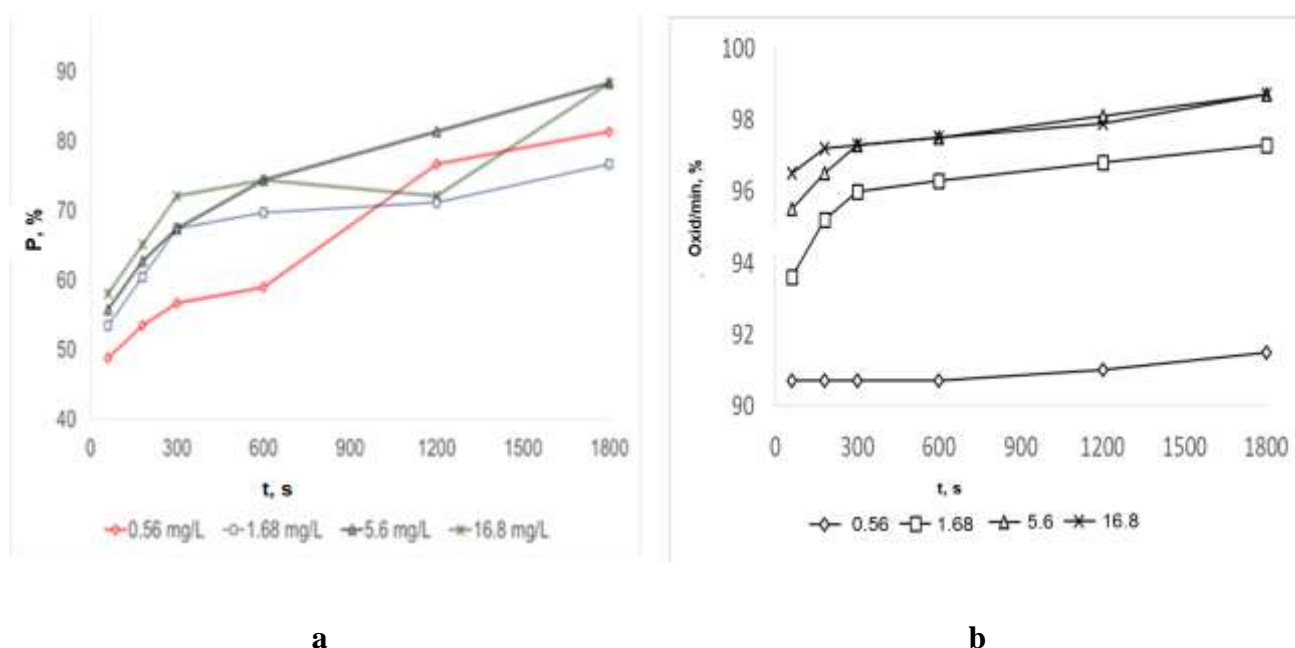 90
80
70
60
50
40
P, %
0 300 600 900 1200 1500 1800
t, s
0.56 mg/L 1.68 mg/L 5.6 mg/L 16.8 mg/L
a
100
98
96
94
92
90
Oxid/min, %
0 300 600 900 1200 1500 1800
t, s
0.56 1.68 5.6 16.8
b